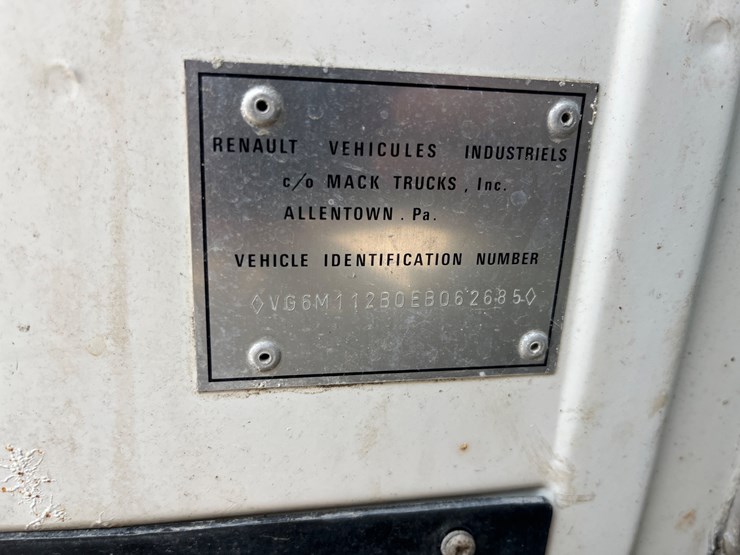 RENAULT VEHICULES INDUSTRIELS
c/o MACK TRUCKS, Inc.
ALLENTOWN. Pa.
VEHICLE IDENTIFICATION NUMBER
◊VG6M112B0EB062685◊